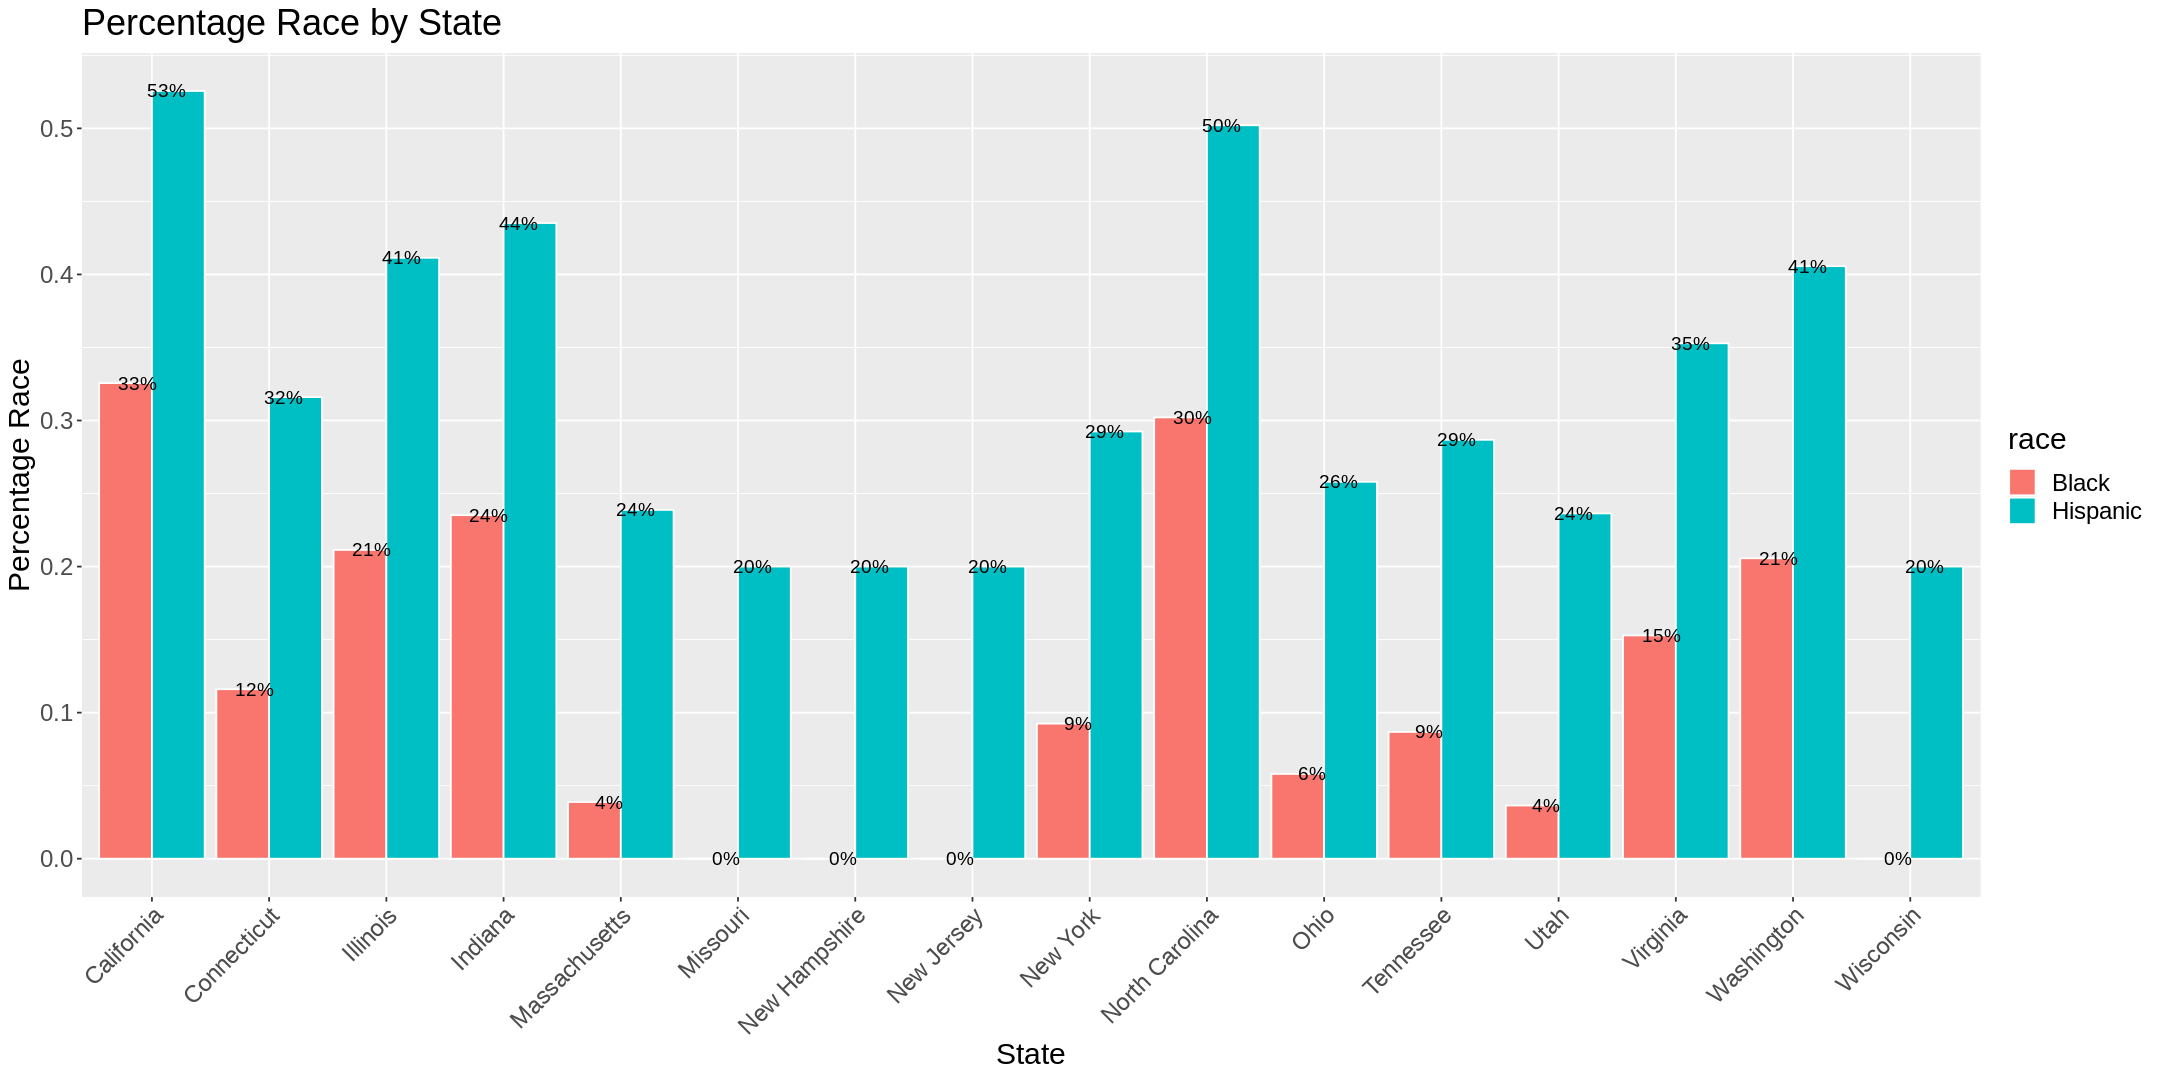 Percentage Race by State
Percentage Race
0.5
0.4
0.3
0.2
0.1
0.0
33%
53%
12%
32%
21%
41%
24%
44%
4%
24%
0%
20%
0%
20%
0%
20%
9%
29%
30%
50%
6%
26%
9%
29%
4%
24%
15%
35%
21%
41%
0%
20%
California
Connecticut
Illinois
Indiana
Massachusetts
Missouri
New Hampshire
New Jersey
New York
North Carolina
Ohio
Tennessee
Utah
Virginia
Washington
Wisconsin
State
race
Black
Hispanic